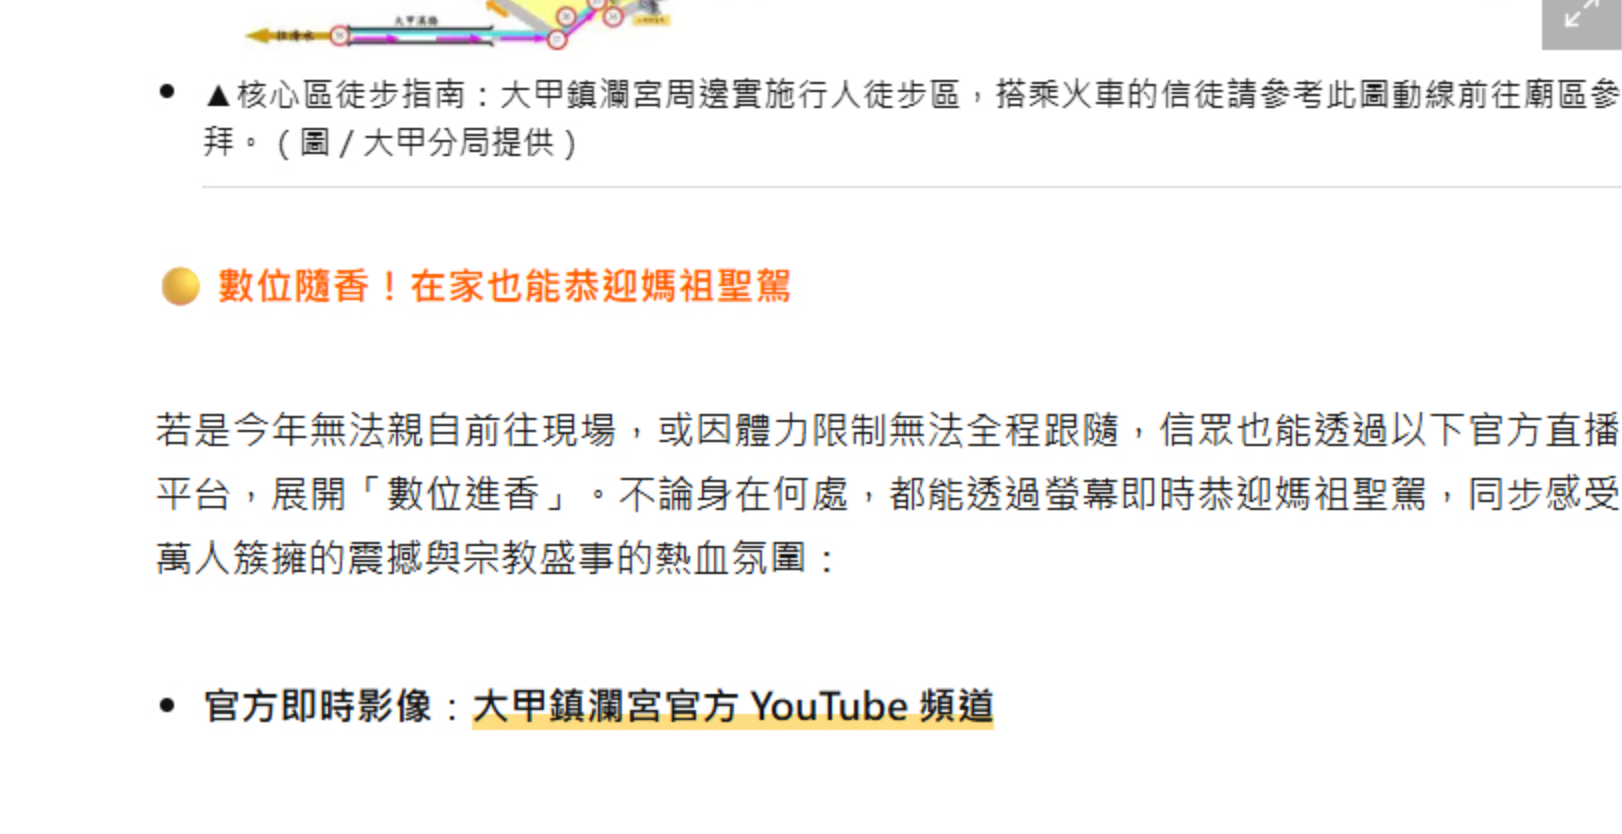 大甲溪橋
往清水
▲核心區徒步指南：大甲鎮瀾宮周邊實施行人徒步區，搭乘火車的信徒請參考此圖動線前往廟區參
拜。（圖／大甲分局提供）
數位隨香！在家也能恭迎媽祖聖駕
若是今年無法親自前往現場，或因體力限制無法全程跟隨，信眾也能透過以下官方直播
平台，展開「數位進香」。不論身在何處，都能透過螢幕即時恭迎媽祖聖駕，同步感受
萬人簇擁的震撼與宗教盛事的熱血氛圍：
官方即時影像：大甲鎮瀾宮官方 YouTube 頻道